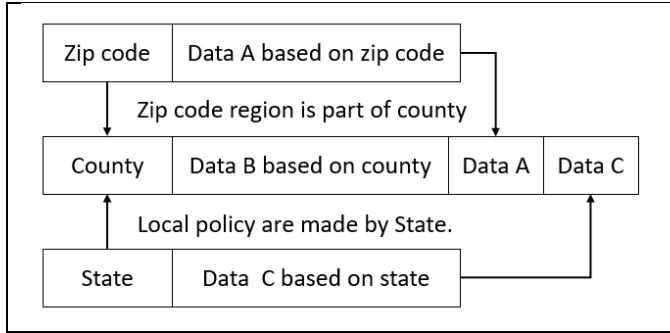 Zip code Data A based on zip code
Zip code region is part of county
County Data B based on county Data A Data C
Local policy are made by State.
State Data  C based on state